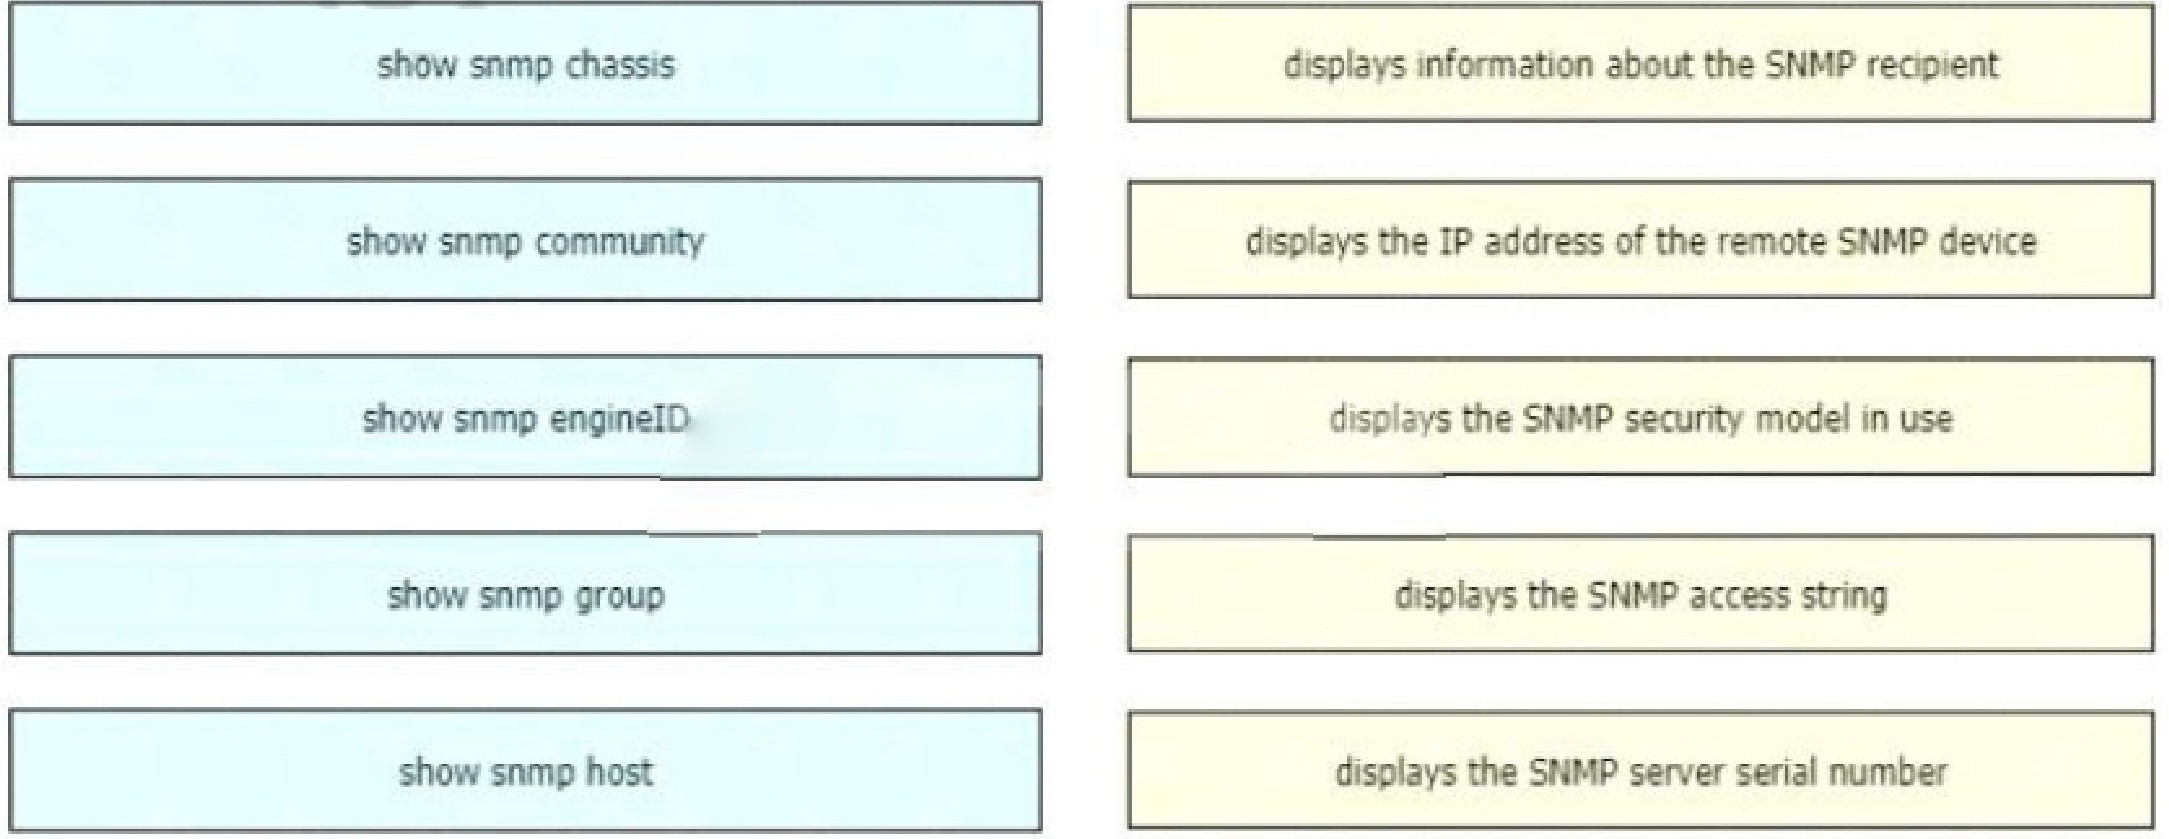 show snmp chassis
displays information about the SNMP recipient
show snmp community
displays the IP address of the remote SNMP device
show snmp engineID
displays the SNMP security model in use
show snmp group
displays the SNMP access string
show snmp host
displays the SNMP server serial number